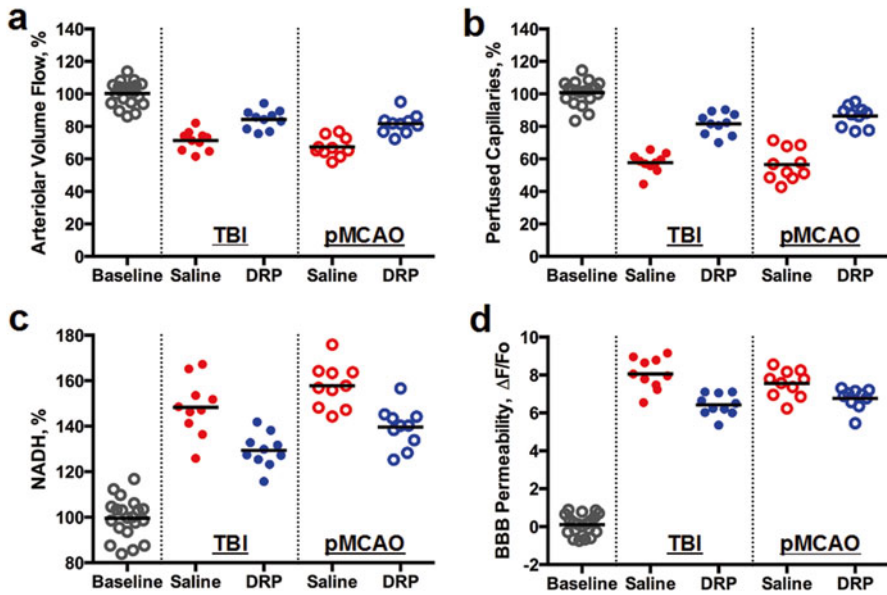 a
Arteriolar Volume Flow, %
140
120
100
80
60
40
20
0
TBI pMCAO
Baseline Saline DRP Saline DRP
b
Perfused Capillaries, %
140
120
100
80
60
40
20
0
TBI pMCAO
Baseline Saline DRP Saline DRP
c
NADH, %
180
160
140
120
100
80
TBI pMCAO
Baseline Saline DRP Saline DRP
d
BBB Permeability, ΔF/Fo
10
8
6
4
2
0
-2
TBI pMCAO
Baseline Saline DRP Saline DRP